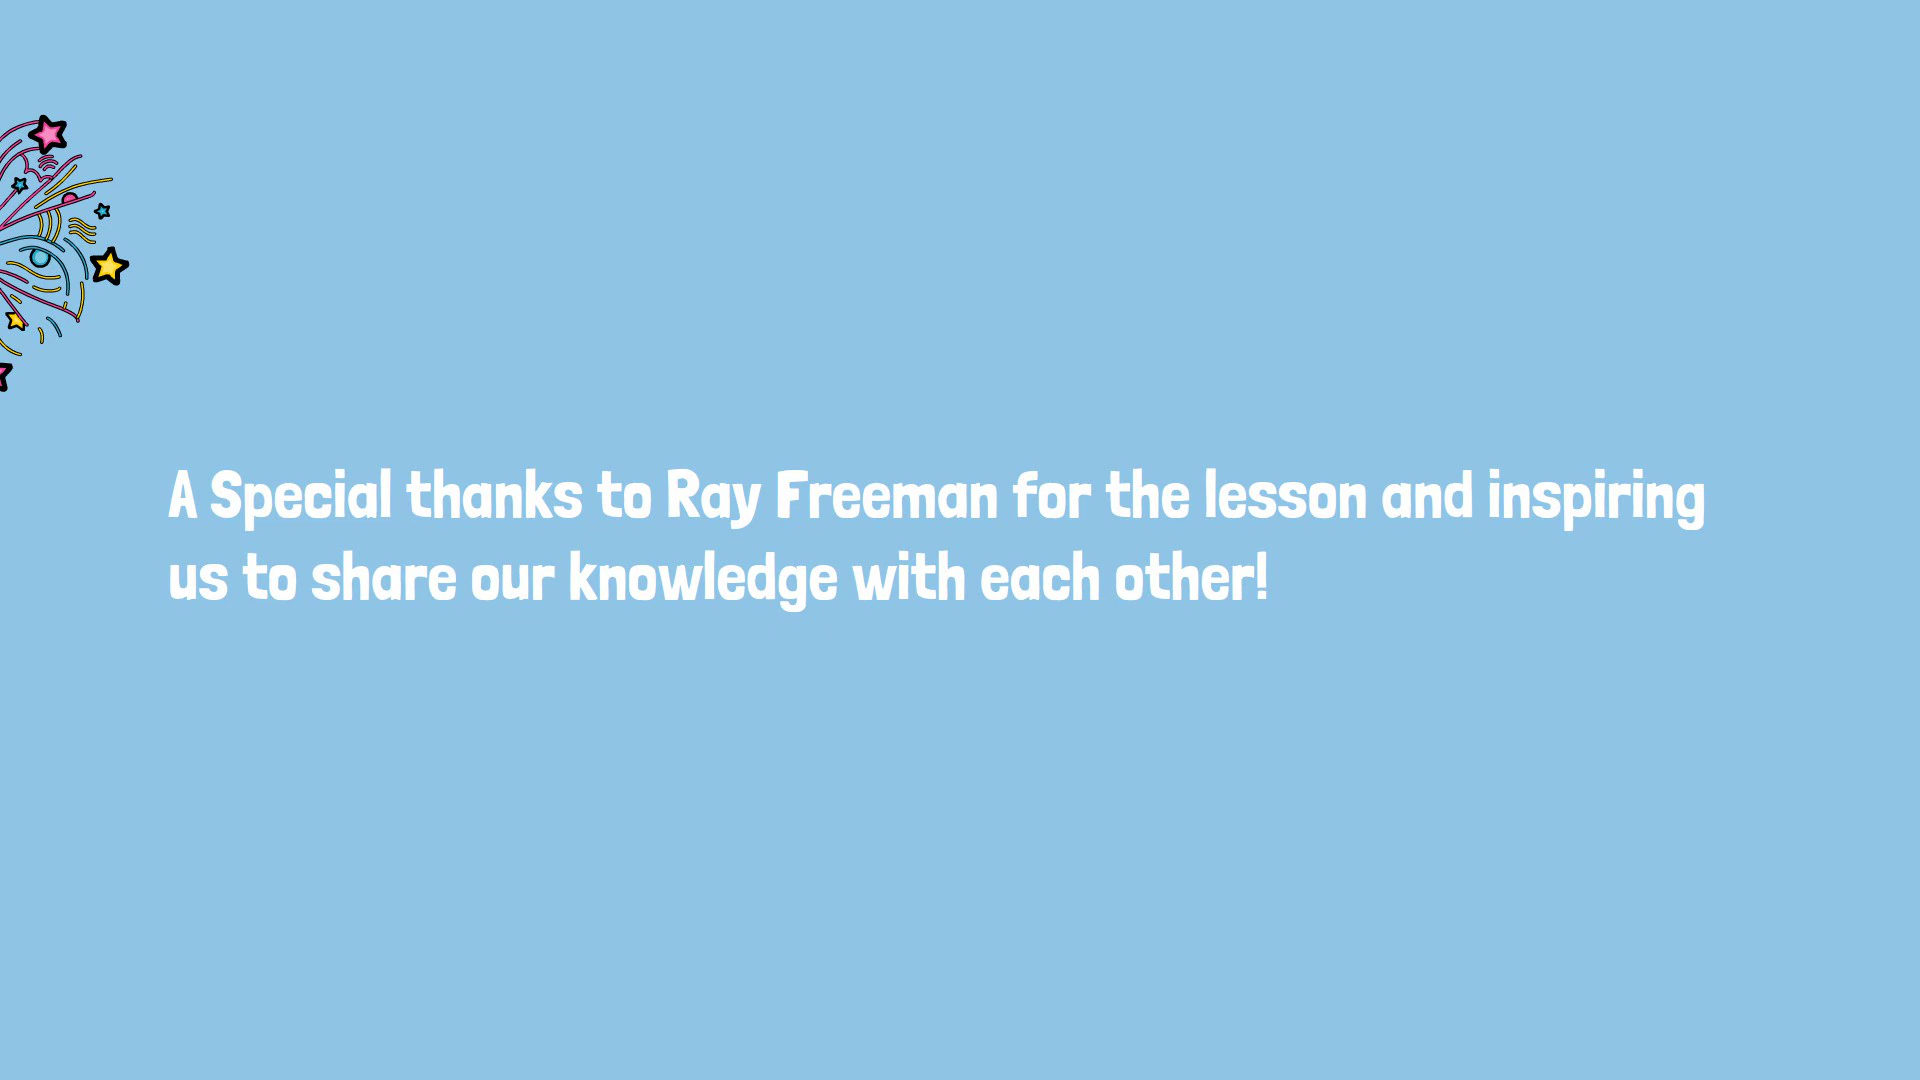 A Special thanks to Ray Freeman for the lesson and inspiring
us to share our knowledge with each other!